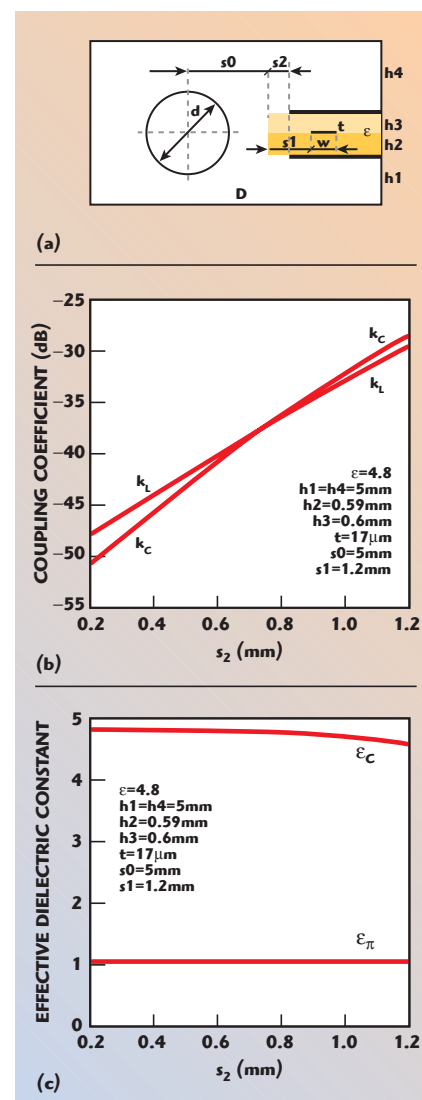 s0 s2
h4
d
t
ε
h3
s1 w
h2
h1
D
(a)
COUPLING COEFFICIENT (dB)
–25
–30
–35
–40
–45
–50
–55
kC
kL
kL
kC
ε=4.8
h1=h4=5mm
h2=0.59mm
h3=0.6mm
t=17μm
s0=5mm
s1=1.2mm
0.2 0.4 0.6 0.8 1.0 1.2
s2 (mm)
(b)
EFFECTIVE DIELECTRIC CONSTANT
5
4
3
2
1
0
εC
ε=4.8
h1=h4=5mm
h2=0.59mm
h3=0.6mm
t=17μm
s0=5mm
s1=1.2mm
επ
0.2 0.4 0.6 0.8 1.0 1.2
s2 (mm)
(c)